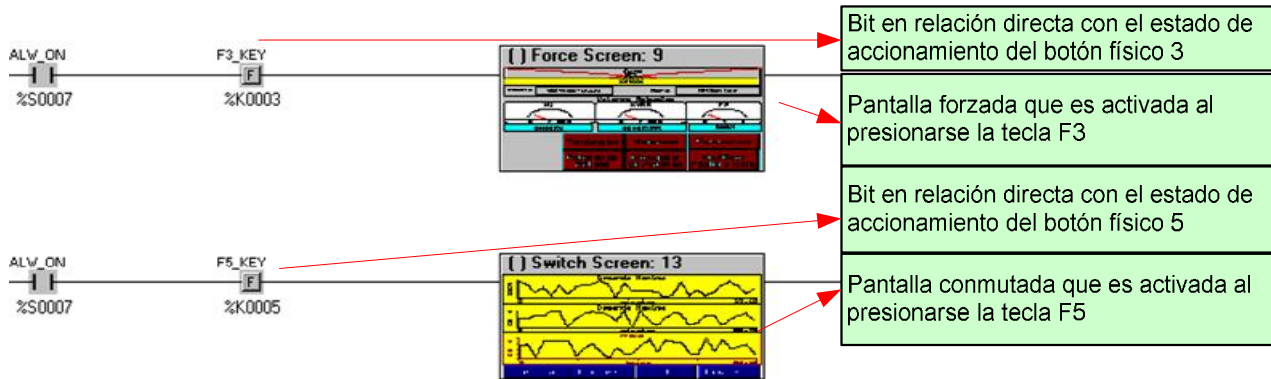 Bit en relación directa con el estado de
accionamiento del botón físico 3
ALW_ON
F3_KEY
( ) Force Screen: 9
F
%S0007
%K0003
Pantalla forzada que es activada al
presionarse la tecla F3
Bit en relación directa con el estado de
accionamiento del botón físico 5
ALW_ON
F5_KEY
( ) Switch Screen: 13
F
%S0007
%K0005
Pantalla conmutada que es activada al
presionarse la tecla F5